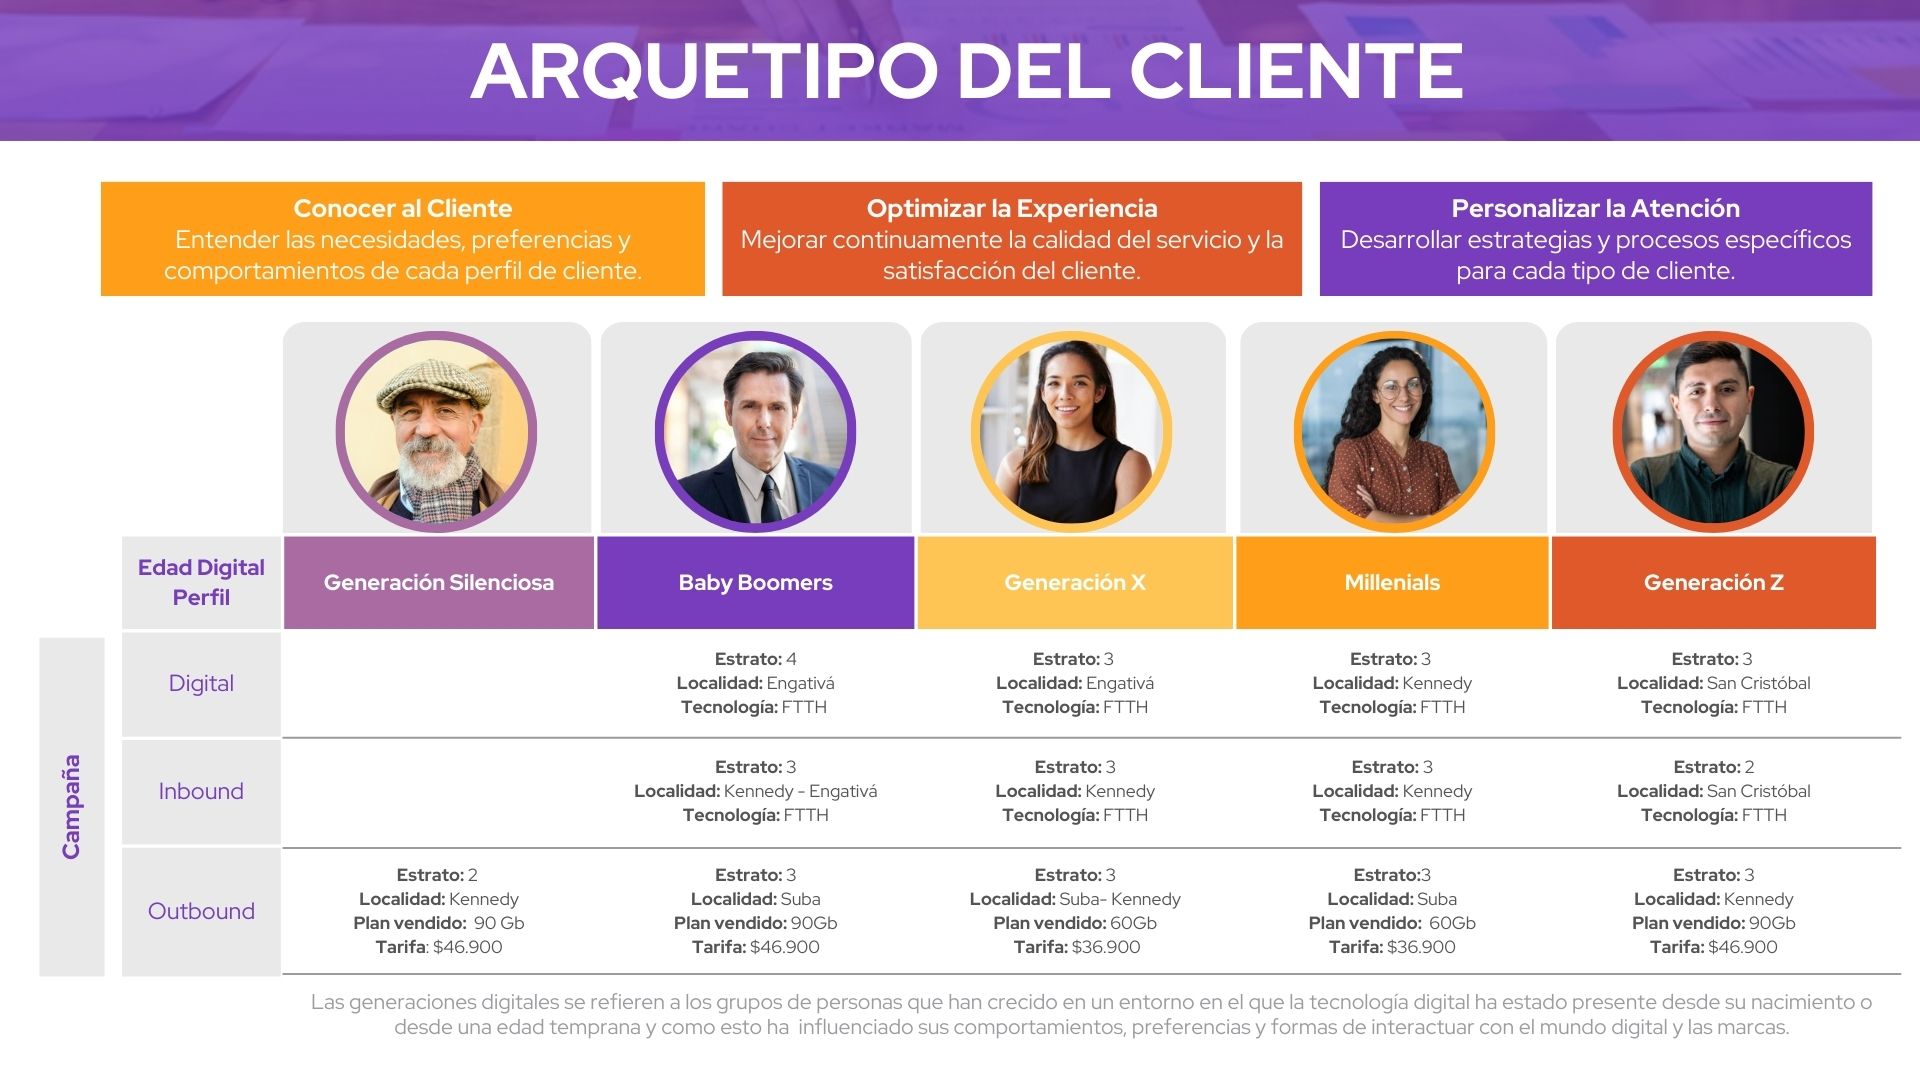 ARQUETIPO DEL CLIENTE
Conocer al Cliente
Entender las necesidades, preferencias y
comportamientos de cada perfil de cliente.
Optimizar la Experiencia
Mejorar continuamente la calidad del servicio y la
satisfacción del cliente.
Personalizar la Atención
Desarrollar estrategias y procesos específicos
para cada tipo de cliente.
Edad Digital
Perfil
Generación Silenciosa
Baby Boomers
Generación X
Millenials
Generación Z
Campaña
Digital
Estrato: 4
Localidad: Engativá
Tecnología: FTTH
Estrato: 3
Localidad: Engativá
Tecnología: FTTH
Estrato: 3
Localidad: Kennedy
Tecnología: FTTH
Estrato: 3
Localidad: San Cristóbal
Tecnología: FTTH
Inbound
Estrato: 3
Localidad: Kennedy - Engativá
Tecnología: FTTH
Estrato: 3
Localidad: Kennedy
Tecnología: FTTH
Estrato: 3
Localidad: Kennedy
Tecnología: FTTH
Estrato: 2
Localidad: San Cristóbal
Tecnología: FTTH
Outbound
Estrato: 2
Localidad: Kennedy
Plan vendido: 90 Gb
Tarifa: $46.900
Estrato: 3
Localidad: Suba
Plan vendido: 90Gb
Tarifa: $46.900
Estrato: 3
Localidad: Suba- Kennedy
Plan vendido: 60Gb
Tarifa: $36.900
Estrato:3
Localidad: Suba
Plan vendido: 60Gb
Tarifa: $36.900
Estrato: 3
Localidad: Kennedy
Plan vendido: 90Gb
Tarifa: $46.900
Las generaciones digitales se refieren a los grupos de personas que han crecido en un entorno en el que la tecnología digital ha estado presente desde su nacimiento o
desde una edad temprana y como esto ha influenciado sus comportamientos, preferencias y formas de interactuar con el mundo digital y las marcas.